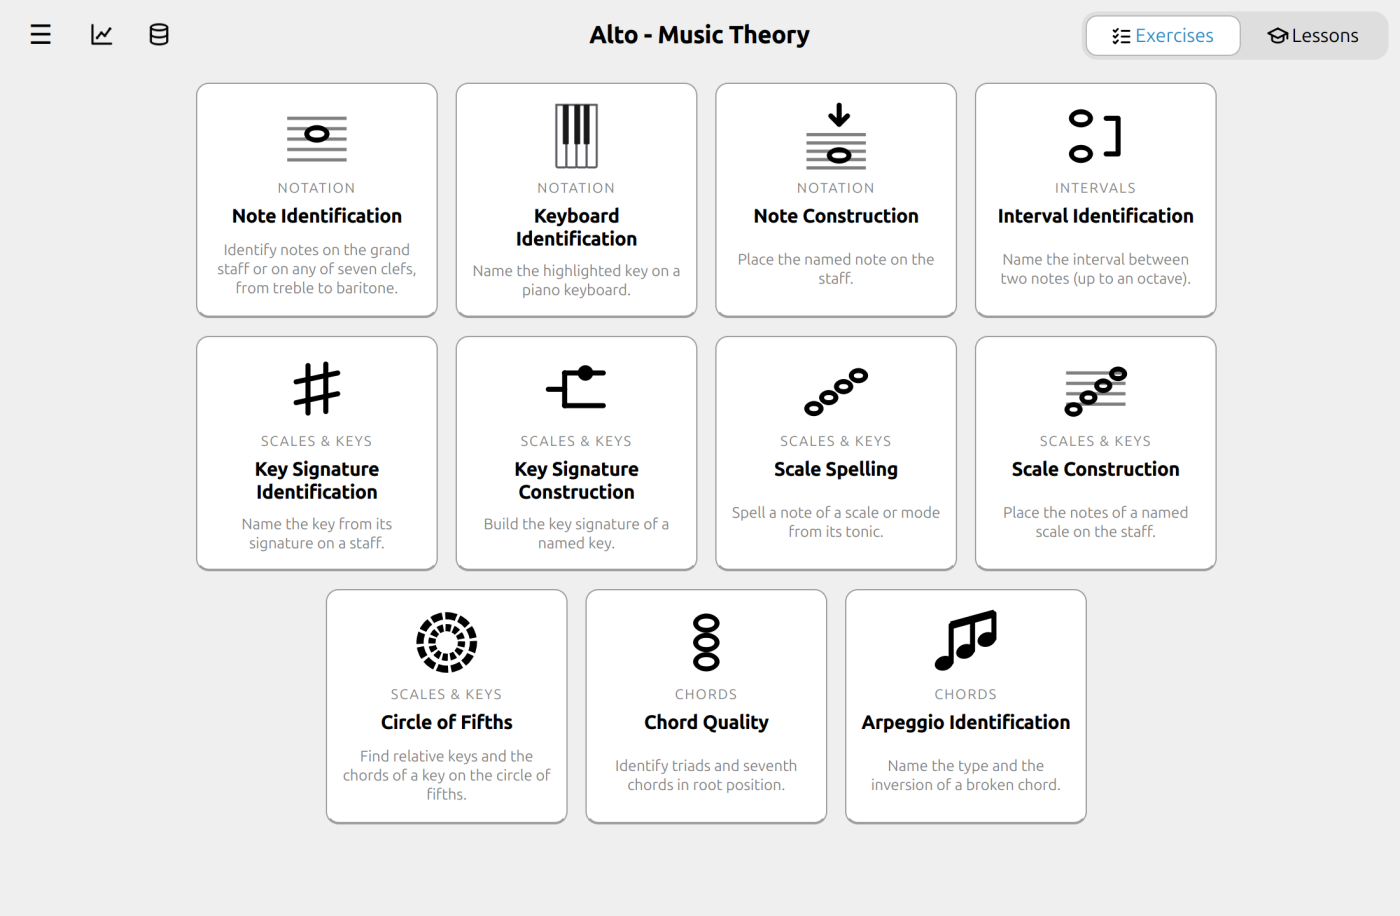 Alto - Music Theory
Exercises
Lessons
NOTATION
Note Identification
Identify notes on the grand
staff or on any of seven clefs,
from treble to baritone.
NOTATION
Keyboard
Identification
Name the highlighted key on a
piano keyboard.
NOTATION
Note Construction
Place the named note on the
staff.
INTERVALS
Interval Identification
Name the interval between
two notes (up to an octave).
SCALES & KEYS
Key Signature
Identification
Name the key from its
signature on a staff.
SCALES & KEYS
Key Signature
Construction
Build the key signature of a
named key.
SCALES & KEYS
Scale Spelling
Spell a note of a scale or mode
from its tonic.
SCALES & KEYS
Scale Construction
Place the notes of a named
scale on the staff.
SCALES & KEYS
Circle of Fifths
Find relative keys and the
chords of a key on the circle of
fifths.
CHORDS
Chord Quality
Identify triads and seventh
chords in root position.
CHORDS
Arpeggio Identification
Name the type and the
inversion of a broken chord.